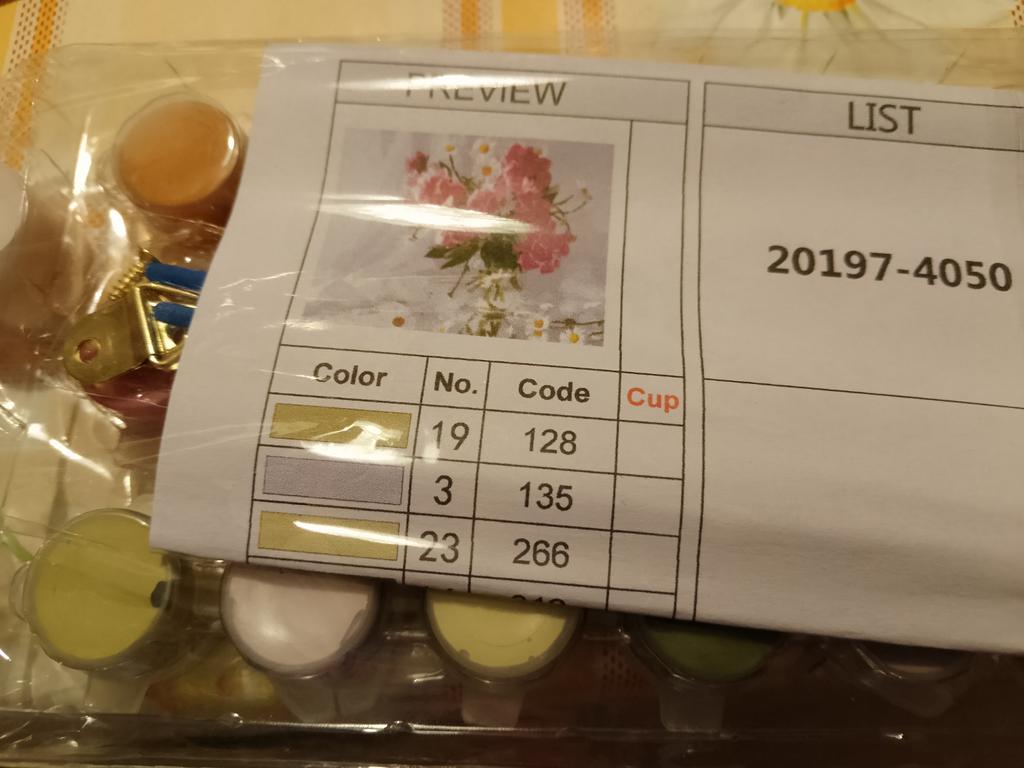 PREVIEW
LIST
20197-4050
Color No. Code Cup
19 128
3 135
23 266